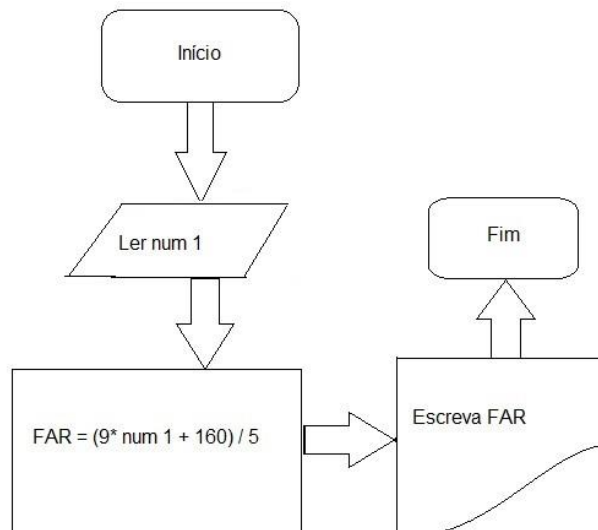 Início
Ler num 1
FAR = (9* num 1 + 160) / 5
Escreva FAR
Fim